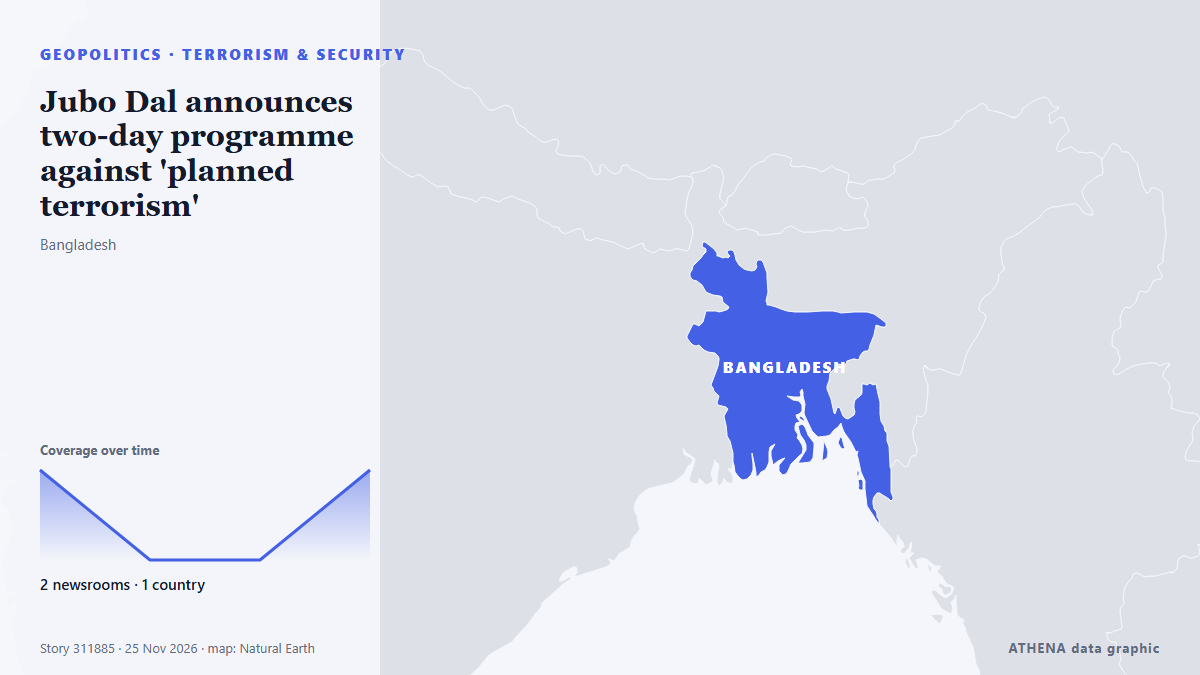 GEOPOLITICS · TERRORISM & SECURITY
Jubo Dal announces
two-day programme
against 'planned
terrorism'
Bangladesh
BANGLADESH
Coverage over time
2 newsrooms · 1 country
Story 311885 · 25 Nov 2026 · map: Natural Earth
ATHENA data graphic